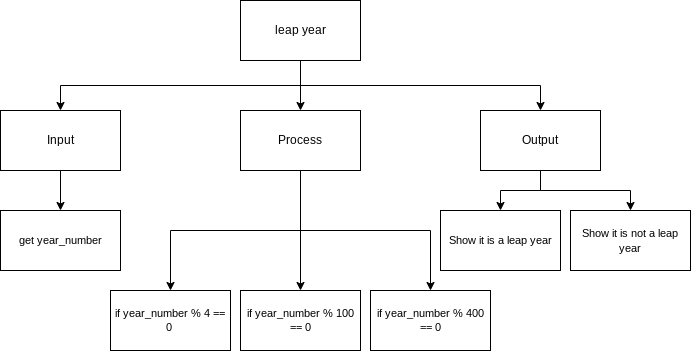 leap year
Input
Process
Output
get year_number
Show it is a leap year
Show it is not a leap
year
if year_number % 4 ==
0
if year_number % 100
== 0
if year_number % 400
== 0